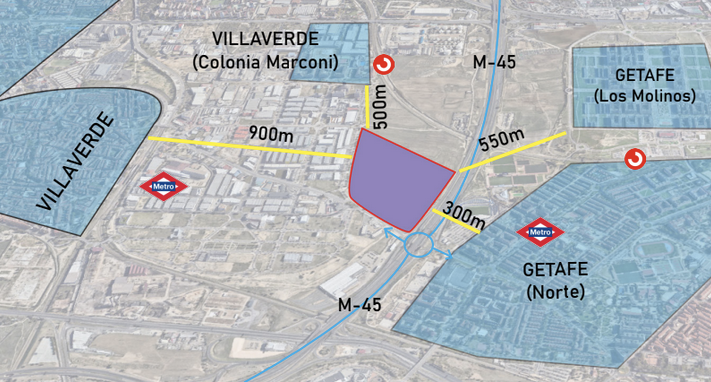 VILLAVERDE
(Colonia Marconi)
M-45
GETAFE
(Los Molinos)
500m
900m
550m
VILLAVERDE
Metro
300m
Metro
GETAFE
(Norte)
M-45